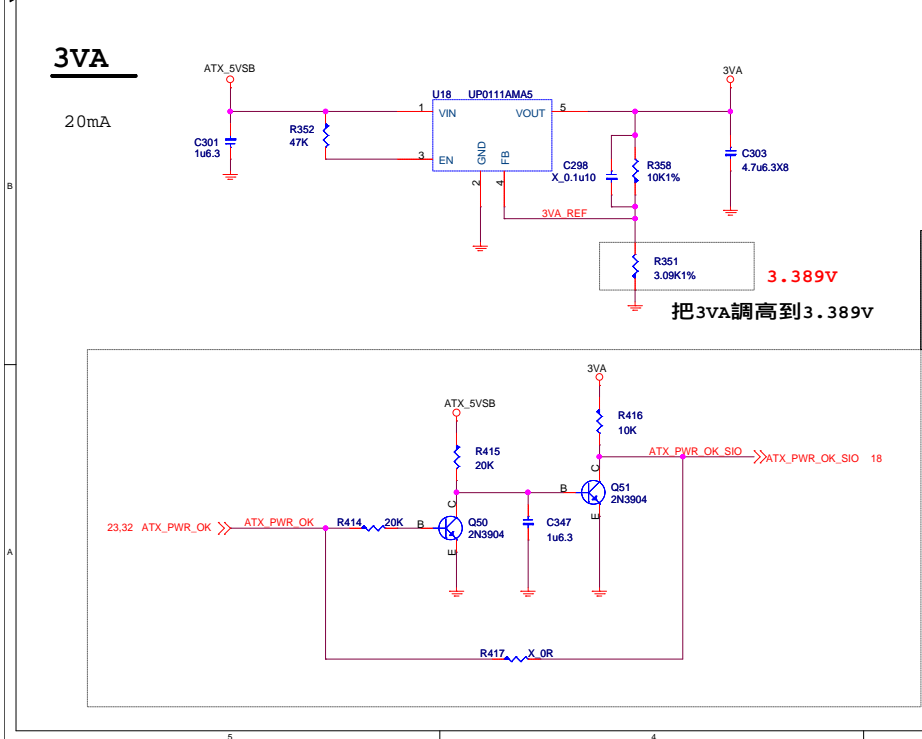 3VA
20mA
ATX_5VSB
C301
1u6.3
R352
47K
U18 UP0111AMA5
1 VIN
VOUT 5
3 EN
GND
FB
2
4
C298
X_0.1u10
R358
10K1%
3VA
C303
4.7u6.3X8
3VA_REF
R351
3.09K1%
3.389V
把3VA調高到3.389V
ATX_5VSB
R415
20K
3VA
R416
10K
ATX_PWR_OK_SIO
ATX_PWR_OK_SIO 18
C
B
E
Q51
2N3904
23,32 ATX_PWR_OK
ATX_PWR_OK
R414 20K
B
C
E
Q50
2N3904
C347
1u6.3
R417 X_0R
B
A
5
4